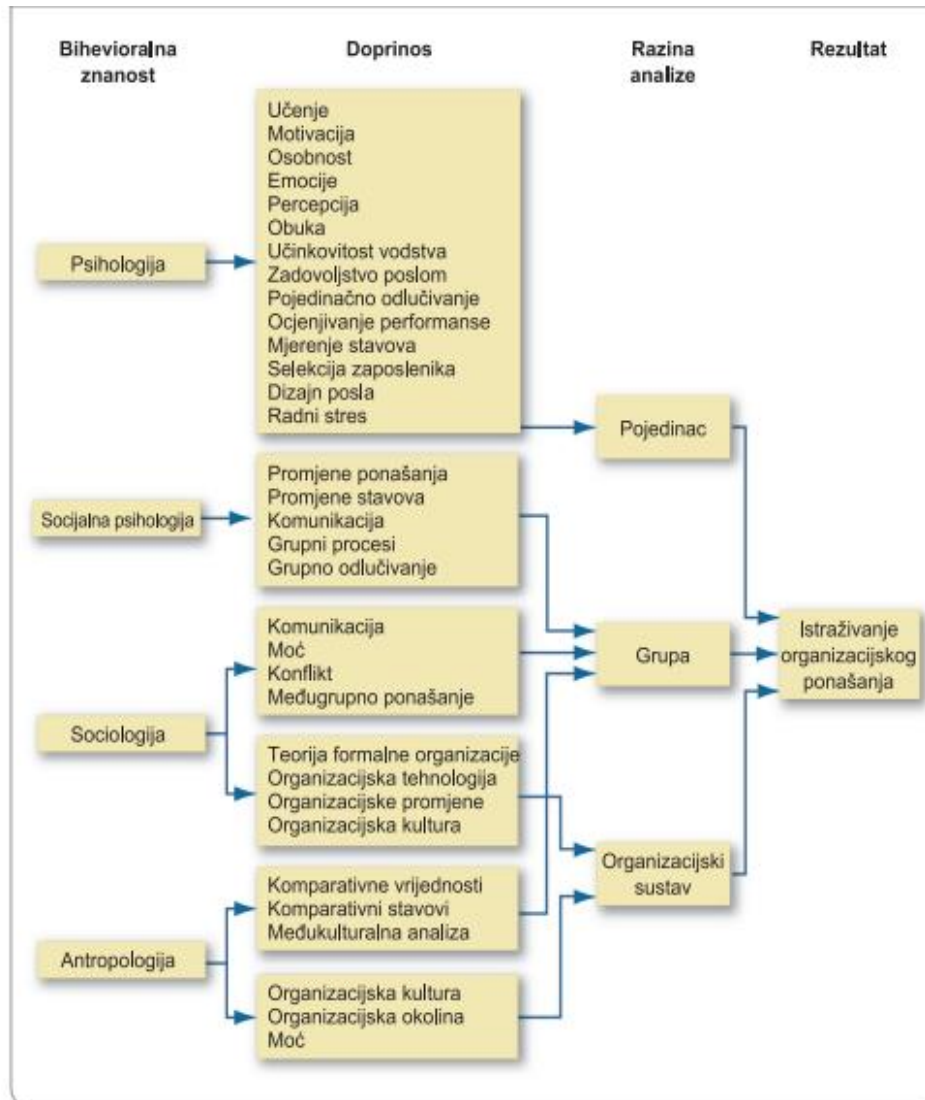 Bihevioralna
znanost
Doprinos
Razina
analize
Rezultat
Psihologija
Učenje
Motivacija
Osobnost
Emocije
Percepcija
Obuka
Učinkovitost vodstva
Zadovoljstvo poslom
Pojedinačno odlučivanje
Ocjenjivanje performanse
Mjerenje stavova
Selekcija zaposlenika
Dizajn posla
Radni stres
Pojedinac
Socijalna psihologija
Promjene ponašanja
Promjene stavova
Komunikacija
Grupni procesi
Grupno odlučivanje
Sociologija
Komunikacija
Moć
Konflikt
Međugrupno ponašanje
Grupa
Istraživanje
organizacijskog
ponašanja
Teorija formalne organizacije
Organizacijska tehnologija
Organizacijske promjene
Organizacijska kultura
Organizacijski
sustav
Antropologija
Komparativne vrijednosti
Komparativni stavovi
Međukulturalna analiza
Organizacijska kultura
Organizacijska okolina
Moć